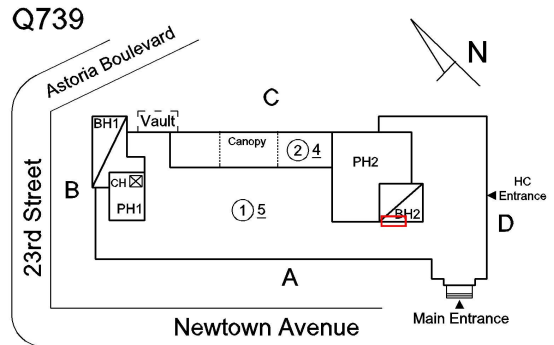 Q739
Astoria Boulevard
N
C
BH1
Vault
Canopy
2 4
PH2
CH
PH1
B
23rd Street
1 5
BH2
HC
Entrance
D
A
Newtown Avenue
Main Entrance